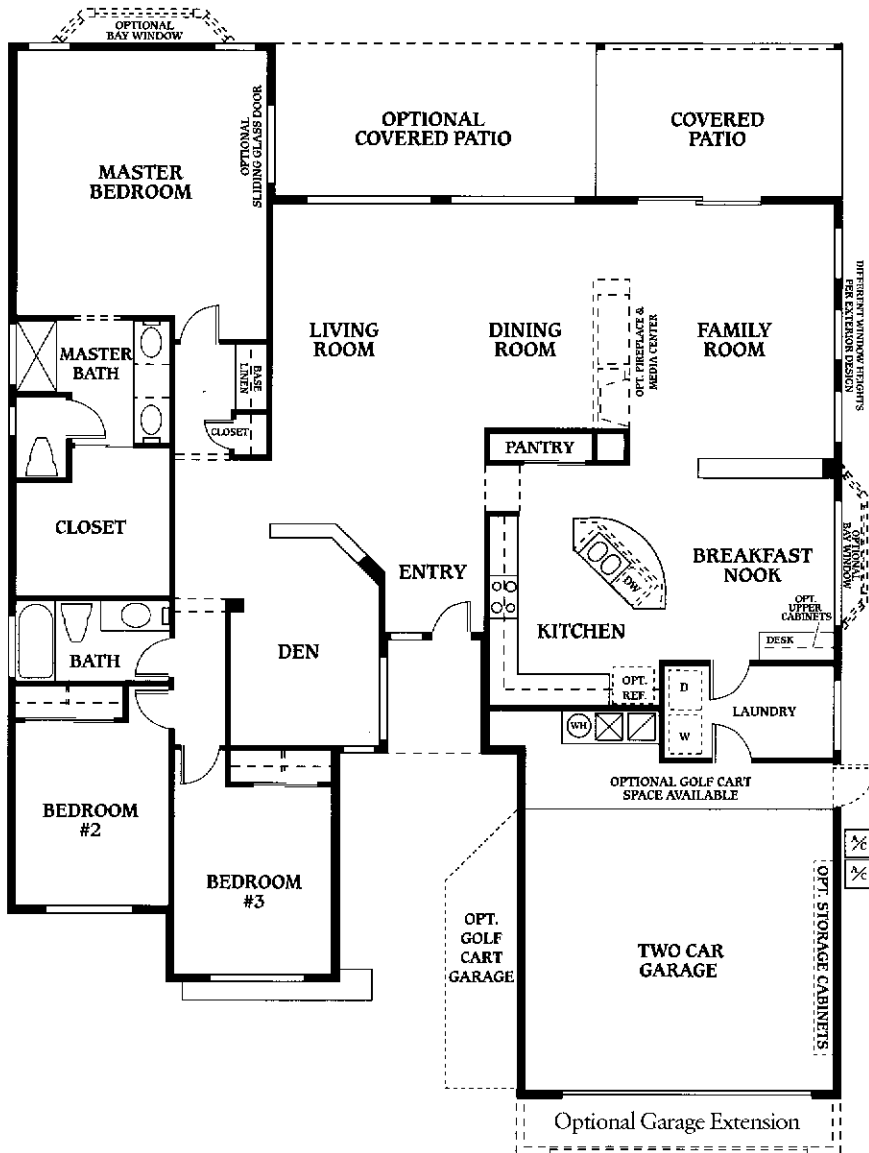 OPTIONAL
BAY WINDOW
OPTIONAL
SLIDING GLASS DOOR
OPTIONAL
COVERED PATIO
COVERED
PATIO
MASTER
BEDROOM
LIVING
ROOM
DINING
ROOM
OPT. FIREPLACE &
MEDIA CENTER
FAMILY
ROOM
DIFFERENT WINDOW HEIGHTS
PER EXTERIOR DESIGN
MASTER
BATH
BASE
LINEN
CLOSET
PANTRY
CLOSET
ENTRY
DW
BREAKFAST
NOOK
OPTIONAL
BAY WINDOW
OPT.
UPPER
CABINETS
DESK
KITCHEN
BATH
DEN
OPT.
REF.
D
W
LAUNDRY
WH
OPTIONAL GOLF CART
SPACE AVAILABLE
BEDROOM
#2
BEDROOM
#3
A/C
A/C
OPT.
GOLF
CART
GARAGE
TWO CAR
GARAGE
OPT. STORAGE CABINETS
Optional Garage Extension